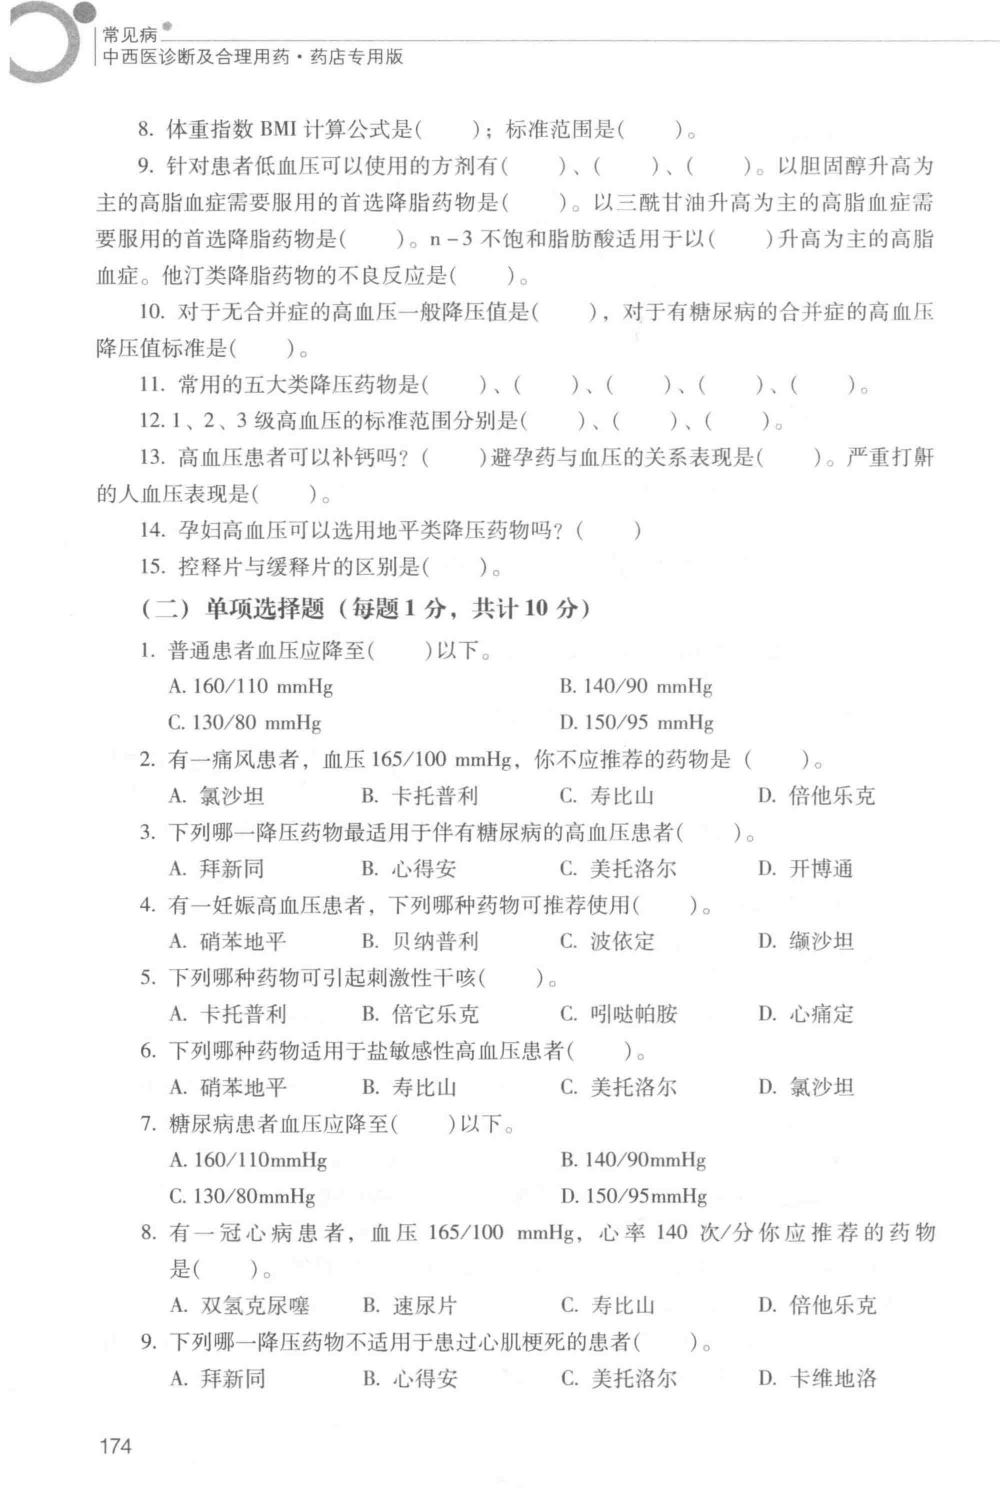 常见病
中西医诊断及合理用药·药店专用版
8. 体重指数 BMI 计算公式是(　　)；标准范围是(　　)。
9. 针对患者低血压可以使用的方剂有(　　)、(　　)、(　　)。以胆固醇升高为
主的高脂血症需要服用的首选降脂药物是(　　)。以三酰甘油升高为主的高脂血症需
要服用的首选降脂药物是(　　)。n－3 不饱和脂肪酸适用于以(　　)升高为主的高脂
血症。他汀类降脂药物的不良反应是(　　)。
10. 对于无合并症的高血压一般降压值是(　　)，对于有糖尿病的合并症的高血压
降压值标准是(　　)。
11. 常用的五大类降压药物是(　　)、(　　)、(　　)、(　　)、(　　)。
12. 1、2、3 级高血压的标准范围分别是(　　)、(　　)、(　　)。
13. 高血压患者可以补钙吗？(　　)避孕药与血压的关系表现是(　　)。严重打鼾
的人血压表现是(　　)。
14. 孕妇高血压可以选用地平类降压药物吗？(　　)
15. 控释片与缓释片的区别是(　　)。
(二) 单项选择题 (每题 1 分，共计 10 分)
1. 普通患者血压应降至(　　)以下。
A. 160/110 mmHg　B. 140/90 mmHg
C. 130/80 mmHg　D. 150/95 mmHg
2. 有一痛风患者，血压 165/100 mmHg，你不应推荐的药物是 (　　)。
A. 氯沙坦　B. 卡托普利　C. 寿比山　D. 倍他乐克
3. 下列哪一降压药物最适用于伴有糖尿病的高血压患者(　　)。
A. 拜新同　B. 心得安　C. 美托洛尔　D. 开博通
4. 有一妊娠高血压患者，下列哪种药物可推荐使用(　　)。
A. 硝苯地平　B. 贝纳普利　C. 波依定　D. 缬沙坦
5. 下列哪种药物可引起刺激性干咳(　　)。
A. 卡托普利　B. 倍它乐克　C. 吲哒帕胺　D. 心痛定
6. 下列哪种药物适用于盐敏感性高血压患者(　　)。
A. 硝苯地平　B. 寿比山　C. 美托洛尔　D. 氯沙坦
7. 糖尿病患者血压应降至(　　)以下。
A. 160/110mmHg　B. 140/90mmHg
C. 130/80mmHg　D. 150/95mmHg
8. 有一冠心病患者，血压 165/100 mmHg，心率 140 次/分你应推荐的药物
是(　　)。
A. 双氢克尿噻　B. 速尿片　C. 寿比山　D. 倍他乐克
9. 下列哪一降压药物不适用于患过心肌梗死的患者(　　)。
A. 拜新同　B. 心得安　C. 美托洛尔　D. 卡维地洛
174